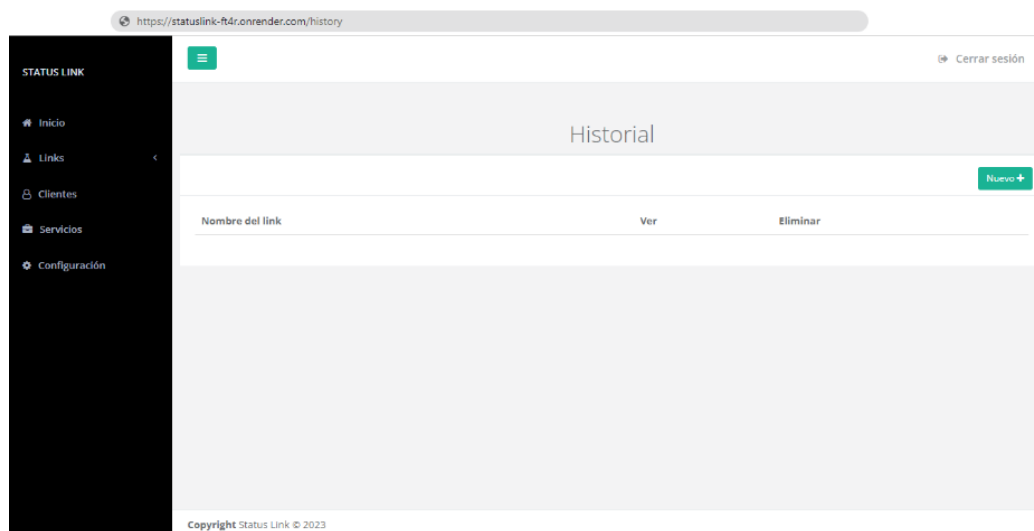 https://statuslink-ft4r.onrender.com/history
STATUS LINK
Cerrar sesión
Inicio
Links
Clientes
Servicios
Configuración
Historial
Nuevo +
Nombre del link Ver Eliminar
Copyright Status Link © 2023